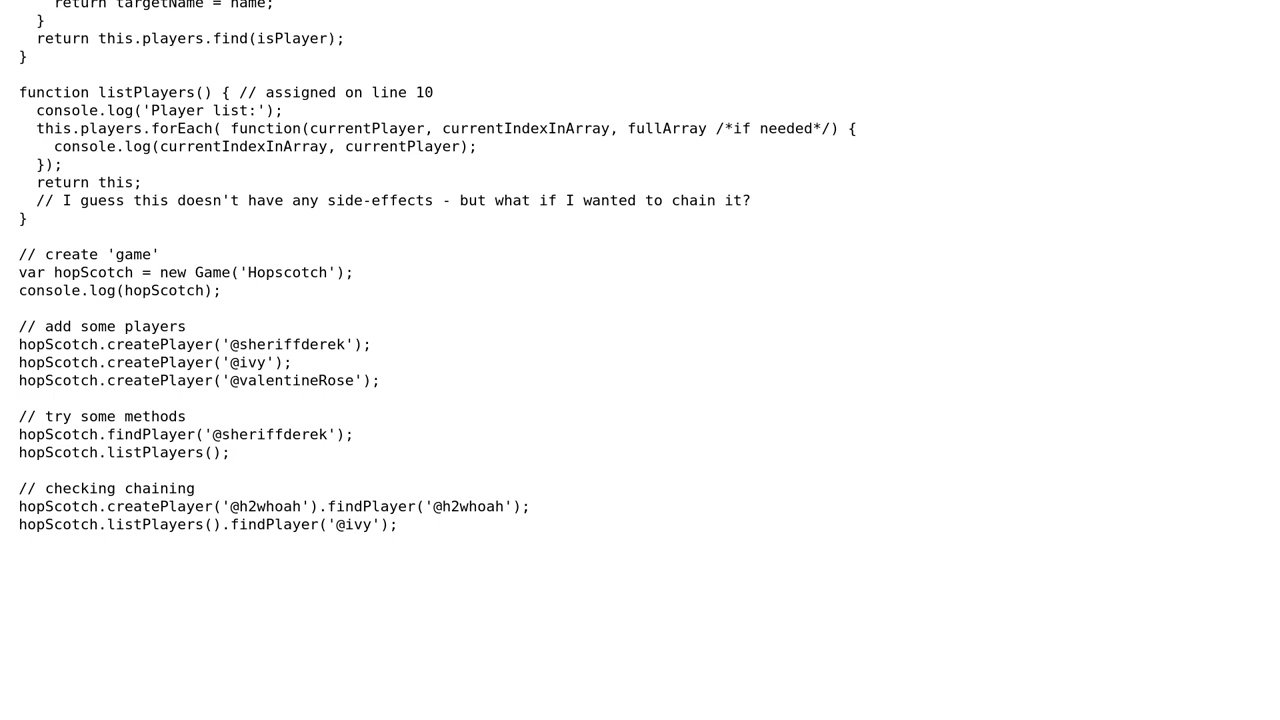 return targetName = name;
  }
  return this.players.find(isPlayer);
}

function listPlayers() { // assigned on line 10
  console.log('Player list:');
  this.players.forEach( function(currentPlayer, currentIndexInArray, fullArray /*if needed*/) {
    console.log(currentIndexInArray, currentPlayer);
  });
  return this;
  // I guess this doesn't have any side-effects - but what if I wanted to chain it?
}

// create 'game'
var hopScotch = new Game('Hopscotch');
console.log(hopScotch);

// add some players
hopScotch.createPlayer('@sheriffderek');
hopScotch.createPlayer('@ivy');
hopScotch.createPlayer('@valentineRose');

// try some methods
hopScotch.findPlayer('@sheriffderek');
hopScotch.listPlayers();

// checking chaining
hopScotch.createPlayer('@h2whoah').findPlayer('@h2whoah');
hopScotch.listPlayers().findPlayer('@ivy');